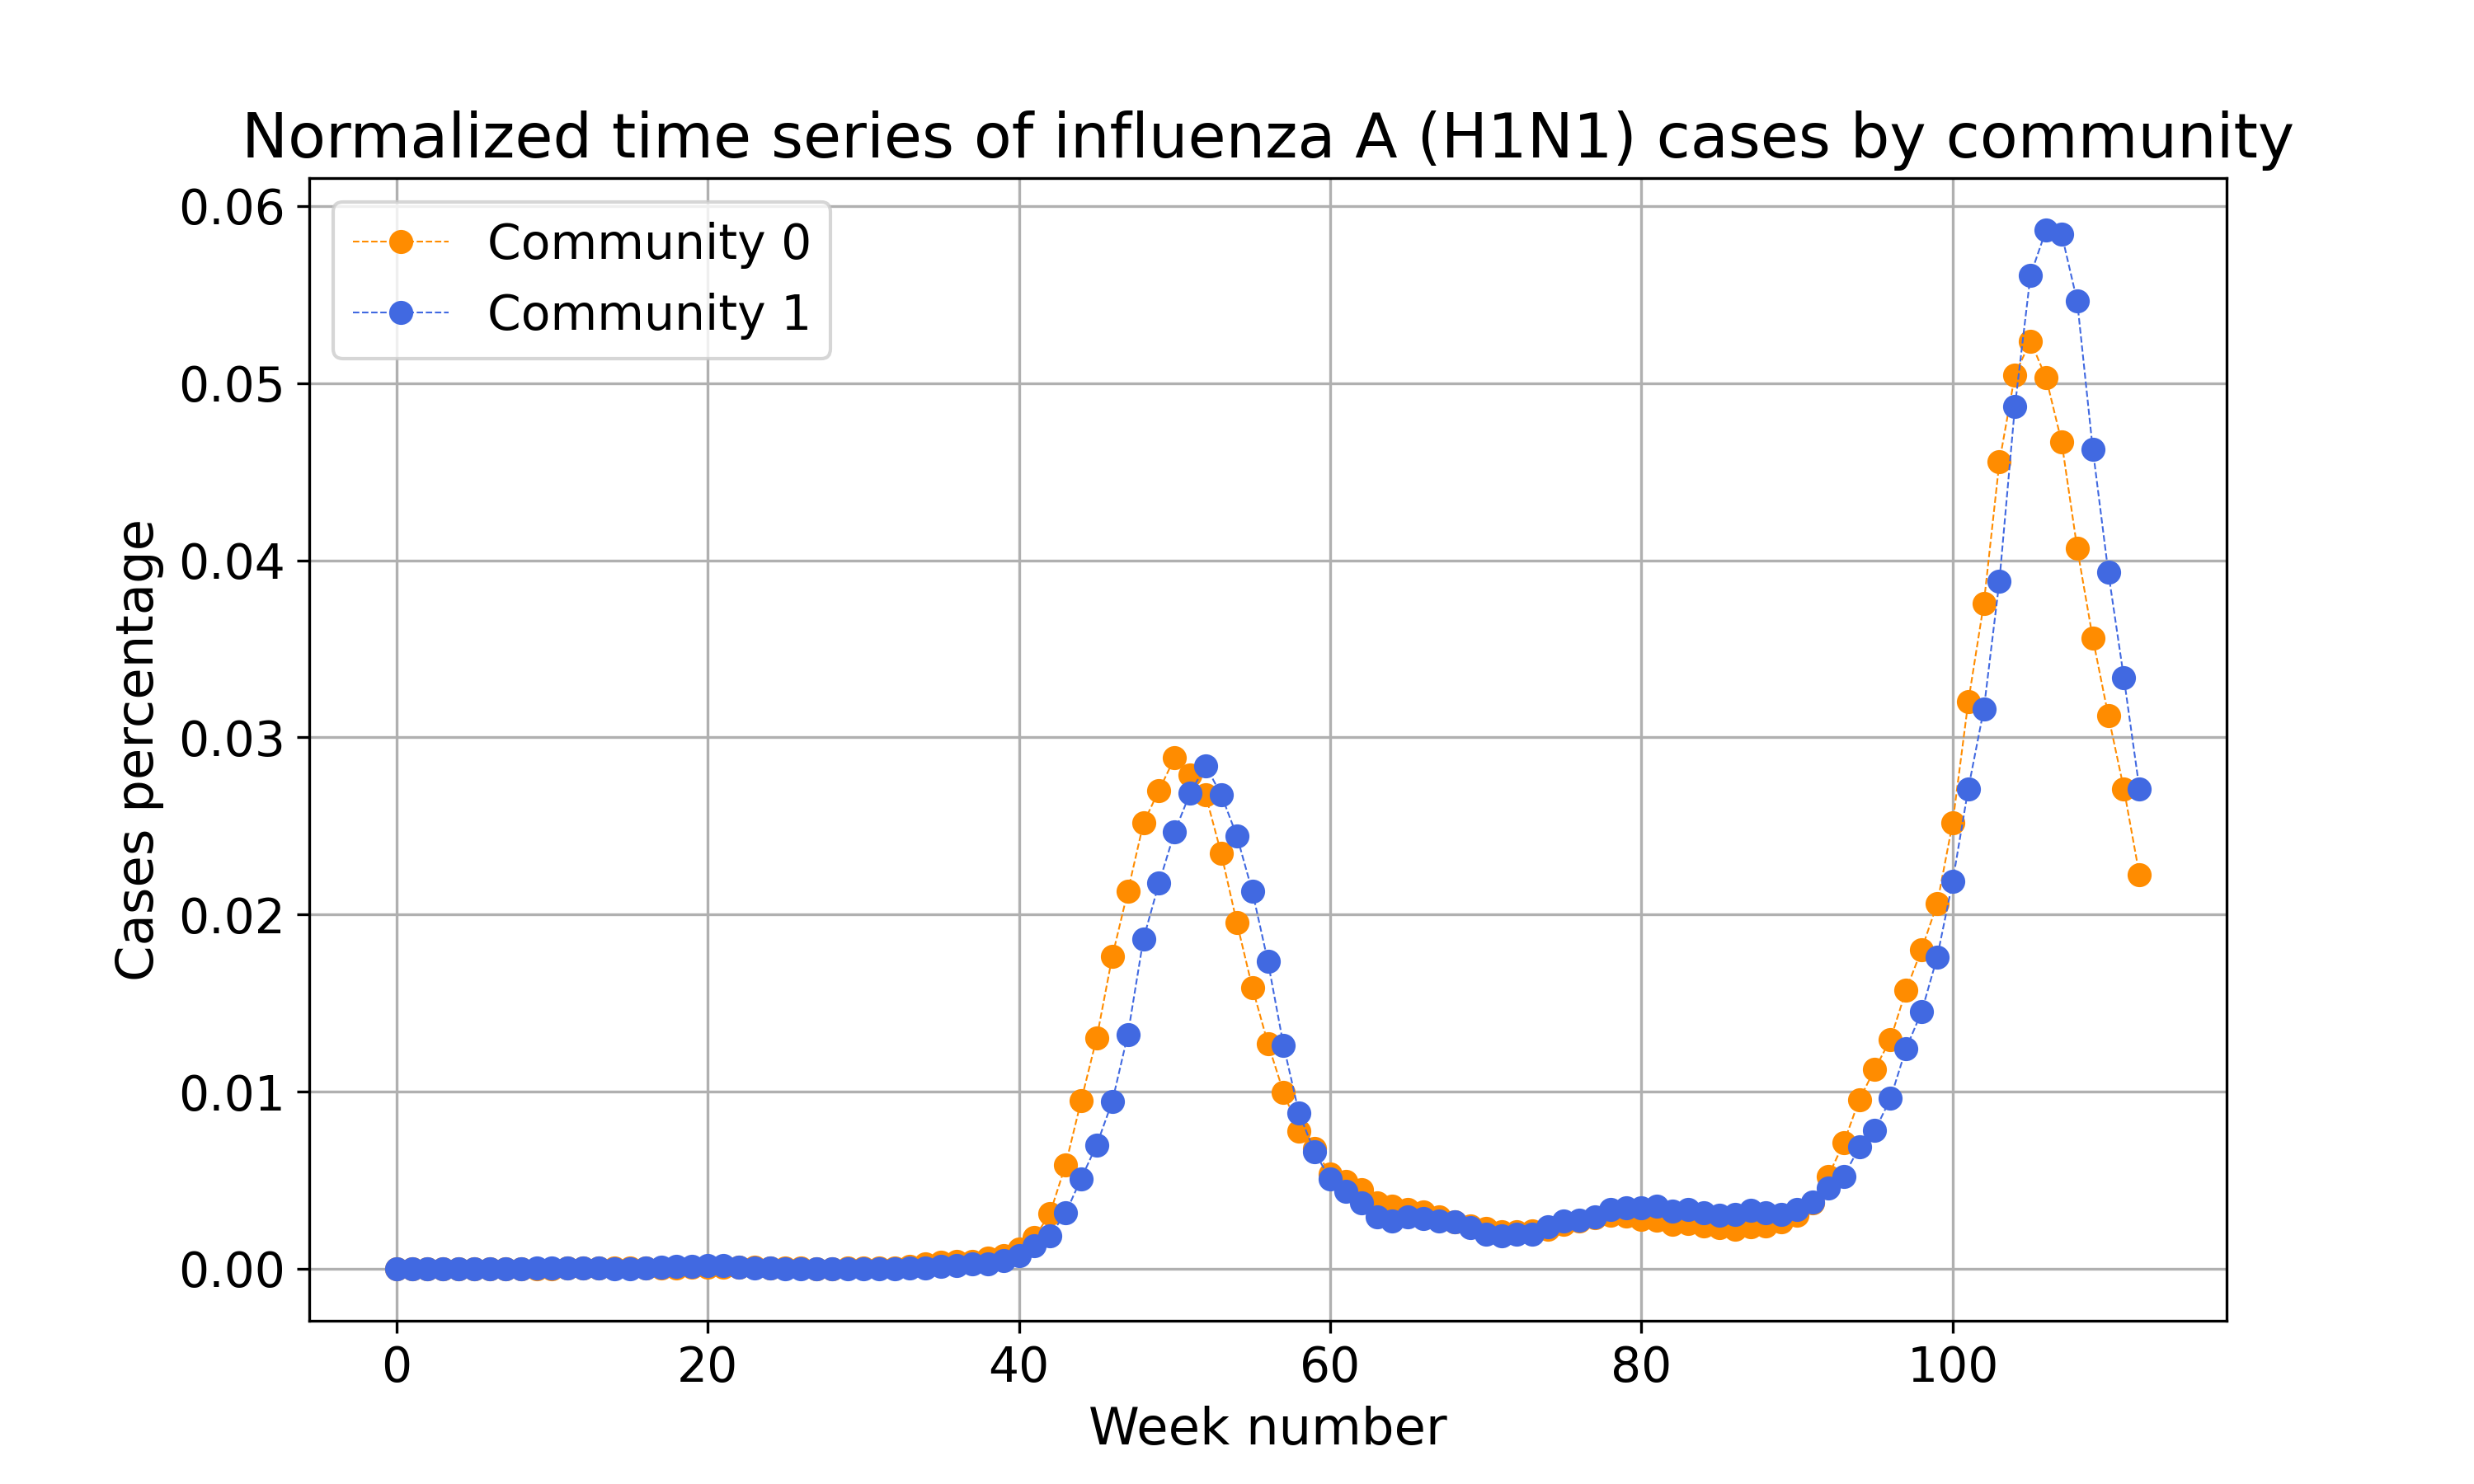 Normalized time series of influenza A (H1N1) cases by community
Community 0
Community 1
Cases percentage
0.06
0.05
0.04
0.03
0.02
0.01
0.00
0 20 40 60 80 100
Week number